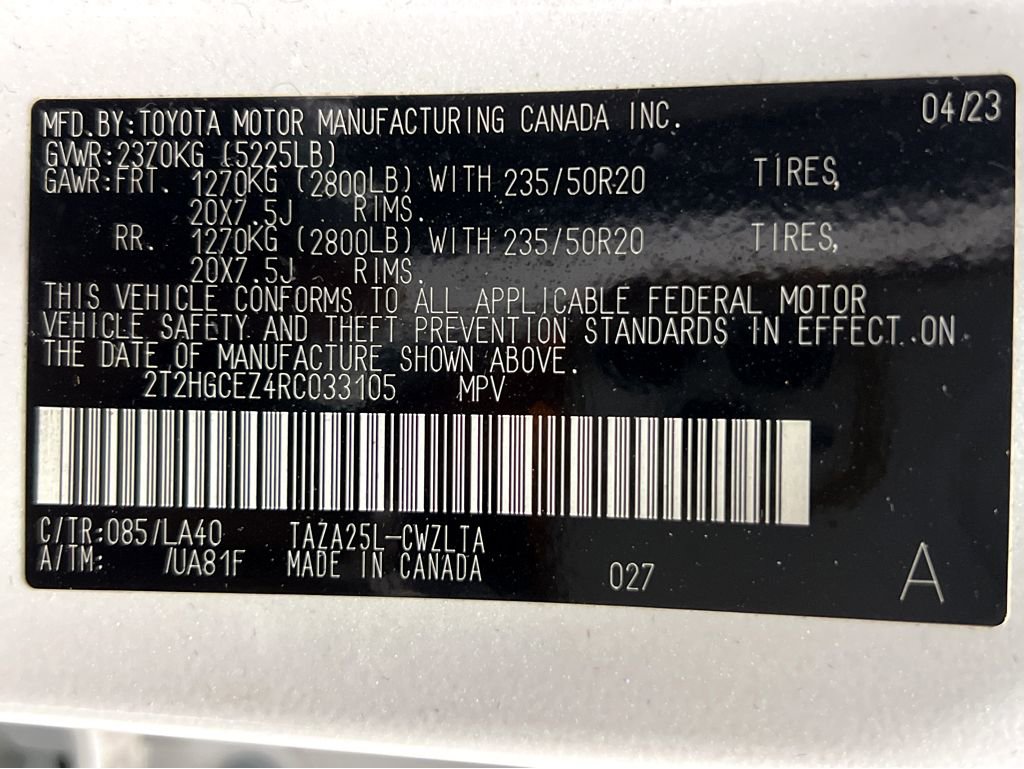 MFD.BY:TOYOTA MOTOR MANUFACTURING CANADA INC. 04/23
GVWR:2370KG (5225LB)
GAWR:FRT. 1270KG (2800LB) WITH 235/50R20 TIRES,
20X7.5J RIMS.
RR. 1270KG (2800LB) WITH 235/50R20 TIRES,
20X7.5J RIMS.
THIS VEHICLE CONFORMS TO ALL APPLICABLE FEDERAL MOTOR
VEHICLE SAFETY AND THEFT PREVENTION STANDARDS IN EFFECT ON
THE DATE OF MANUFACTURE SHOWN ABOVE.
2T2HGCEZ4RC033105 MPV
C/TR:085/LA40 TAZA25L-CWZLTA
A/TM: /UA81F MADE IN CANADA 027 A